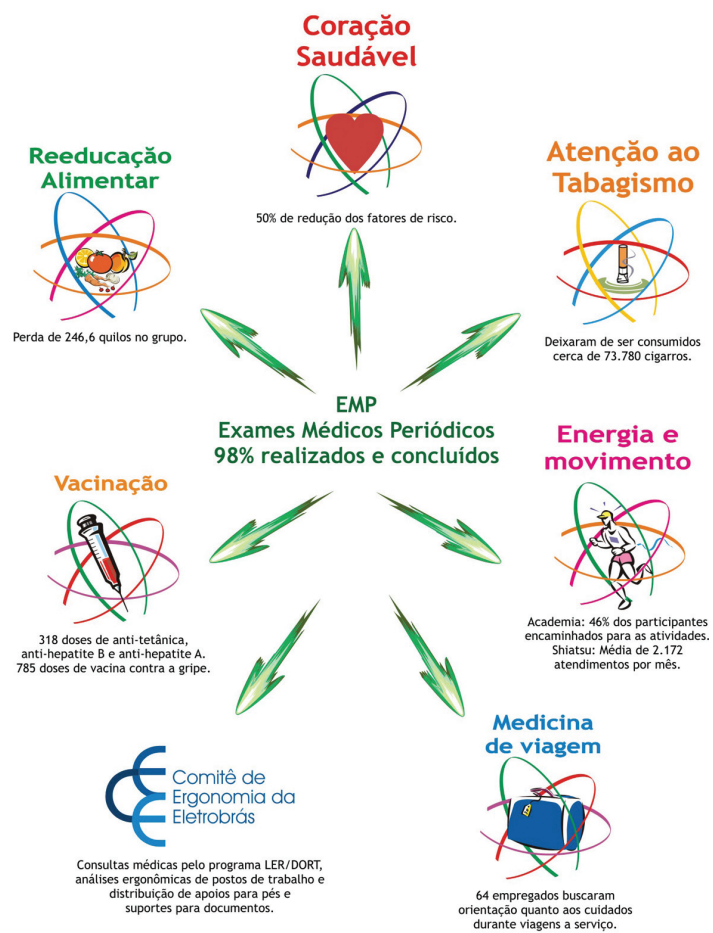 Coração
Saudável
50% de redução dos fatores de risco.
Reeducação
Alimentar
Perda de 246,6 quilos no grupo.
Atenção ao
Tabagismo
Deixaram de ser consumidos
cerca de 73.780 cigarros.
EMP
Exames Médicos Periódicos
98% realizados e concluídos
Energia e
movimento
Academia: 46% dos participantes
encaminhados para as atividades.
Shiatsu: Média de 2.172
atendimentos por mês.
Vacinação
318 doses de anti-tetânica,
anti-hepatite B e anti-hepatite A.
785 doses de vacina contra a gripe.
Medicina
de viagem
64 empregados buscaram
orientação quanto aos cuidados
durante viagens a serviço.
Comitê de
Ergonomia da
Eletrobrás
Consultas médicas pelo programa LER/DORT,
análises ergonômicas de postos de trabalho e
distribuição de apoios para pés e
suportes para documentos.